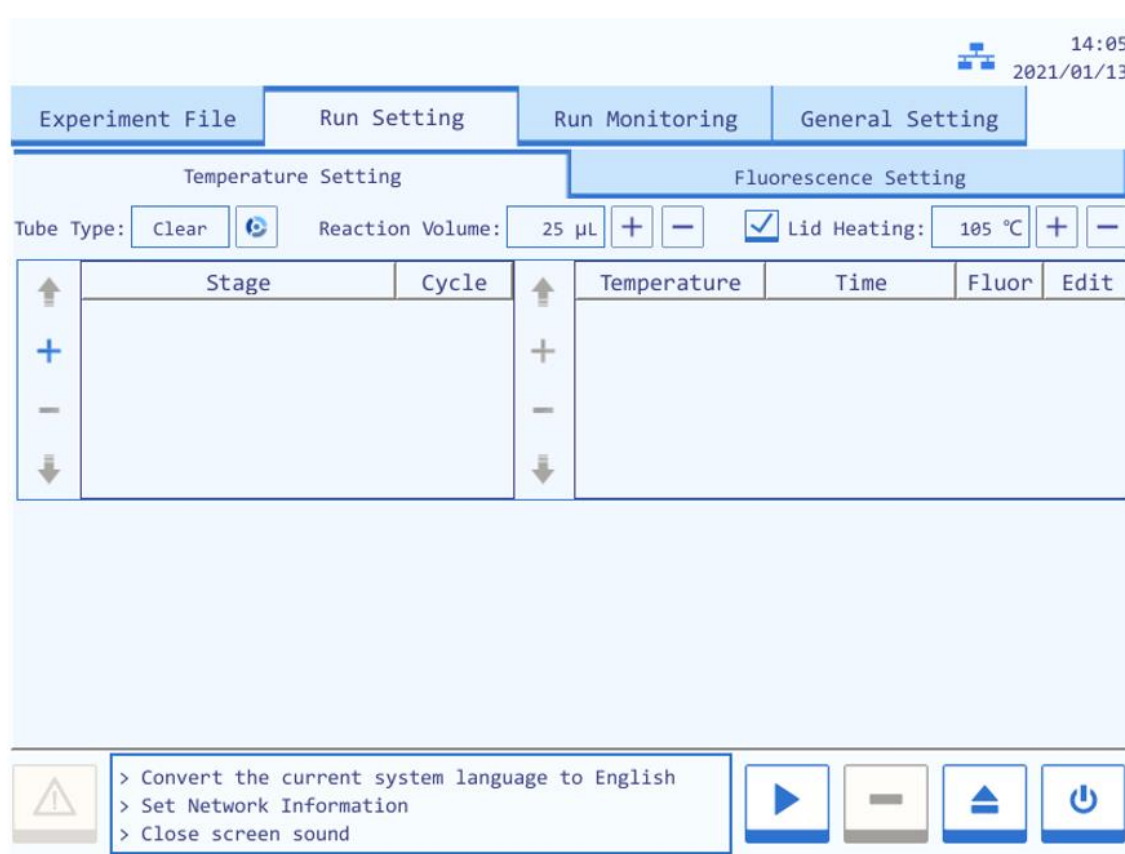 14:05
2021/01/13
Experiment File Run Setting Run Monitoring General Setting
Temperature Setting Fluorescence Setting
Tube Type: Clear Reaction Volume: 25 μL + − Lid Heating: 105 ℃ + −
Stage Cycle Temperature Time Fluor Edit
> Convert the current system language to English
> Set Network Information
> Close screen sound